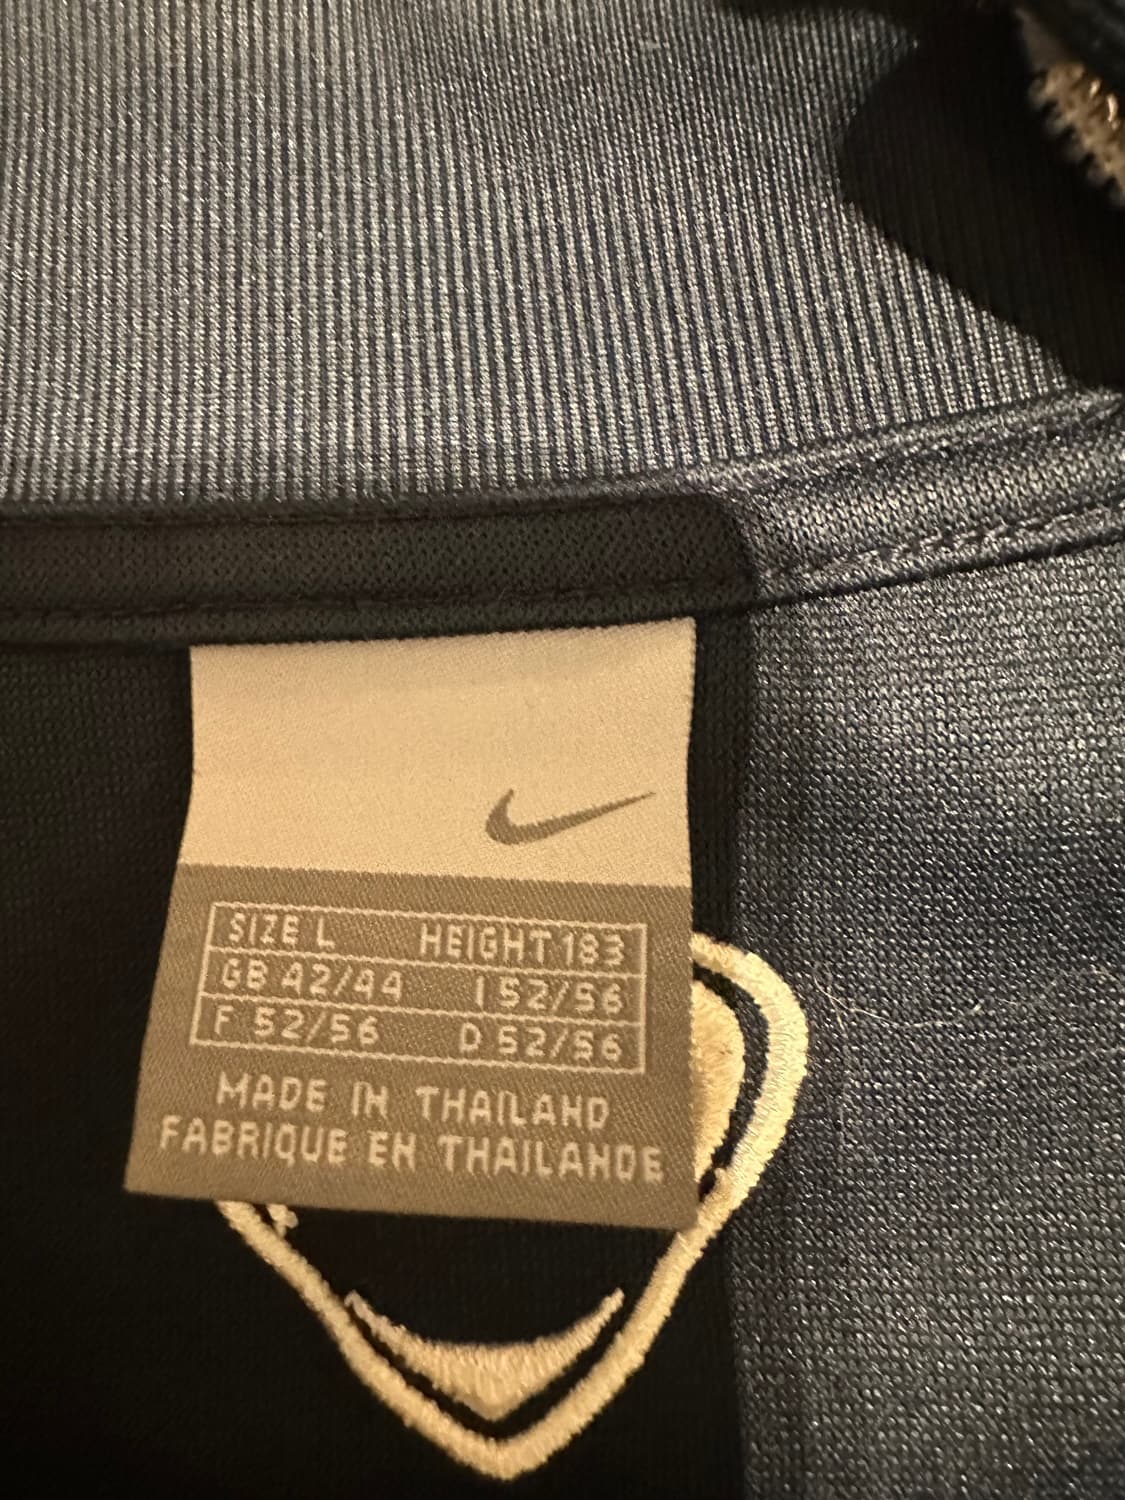 SIZE L HEIGHT 183
GB 42/44 I 52/56
F 52/56 D 52/56
MADE IN THAILAND
FABRIQUE EN THAILANDE